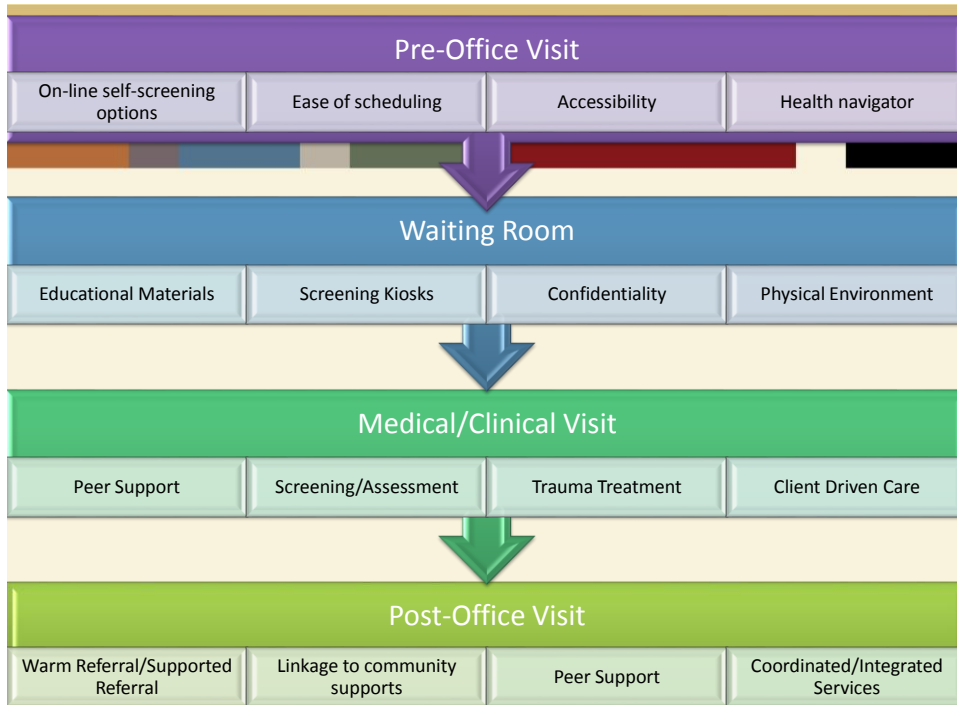 Pre-Office Visit
On-line self-screening
options
Ease of scheduling
Accessibility
Health navigator
Waiting Room
Educational Materials
Screening Kiosks
Confidentiality
Physical Environment
Medical/Clinical Visit
Peer Support
Screening/Assessment
Trauma Treatment
Client Driven Care
Post-Office Visit
Warm Referral/Supported
Referral
Linkage to community
supports
Peer Support
Coordinated/Integrated
Services